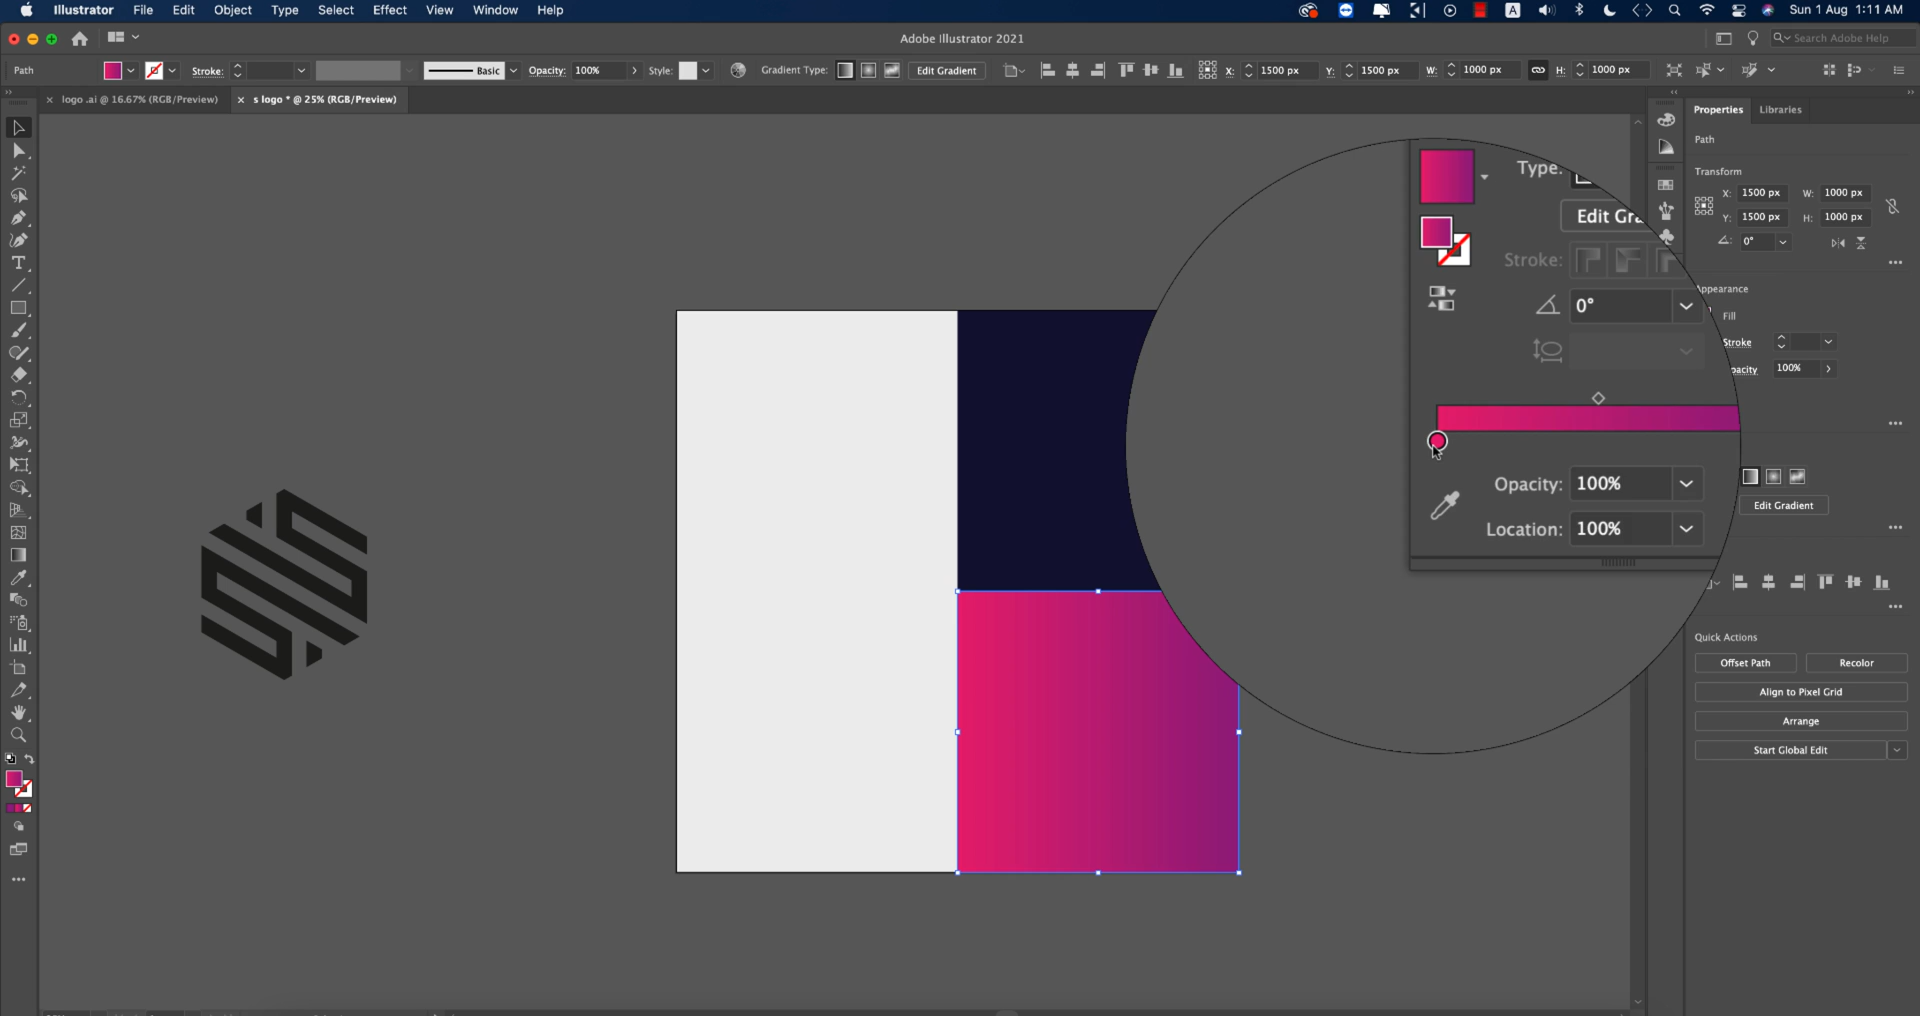 Illustrator File Edit Object Type Select Effect View Window Help
A
Sun 1 Aug 1:11 AM
Adobe Illustrator 2021
Search Adobe Help
Path
Stroke:
Basic
Opacity: 100%
Style:
Gradient Type:
Edit Gradient
X: 1500 px
Y: 1500 px
W: 1000 px
H: 1000 px
logo .ai @ 16.67% (RGB/Preview)
s logo * @ 25% (RGB/Preview)
Properties
Libraries
Path
Transform
X: 1500 px W: 1000 px
Y: 1500 px H: 1000 px
0°
Appearance
Fill
Stroke
pacity 100%
Edit Gradient
Quick Actions
Offset Path
Recolor
Align to Pixel Grid
Arrange
Start Global Edit
Type:
Edit Gra
Stroke:
0°
Opacity: 100%
Location: 100%